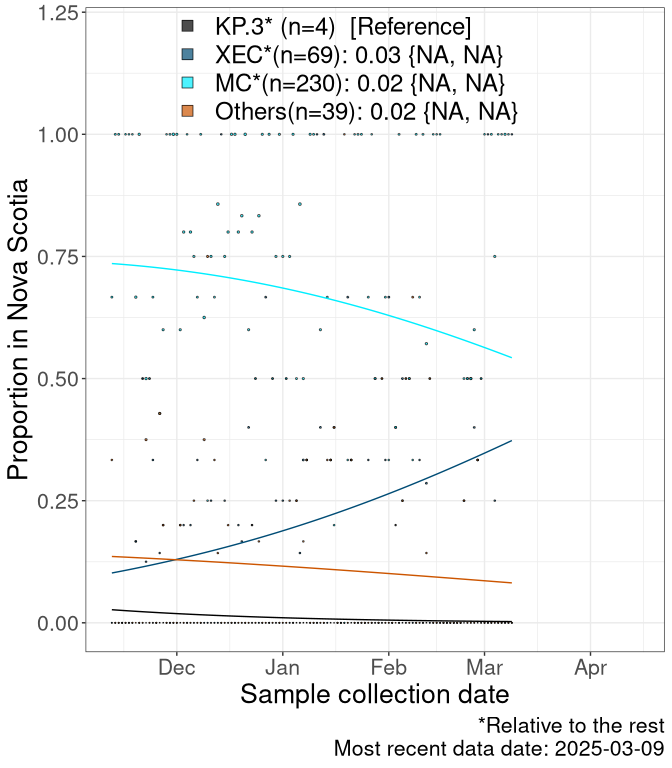 KP.3* (n=4)  [Reference]
XEC*(n=69): 0.03 {NA, NA}
MC*(n=230): 0.02 {NA, NA}
Others(n=39): 0.02 {NA, NA}
Proportion in Nova Scotia
1.25
1.00
0.75
0.50
0.25
0.00
Dec Jan Feb Mar Apr
Sample collection date
*Relative to the rest
Most recent data date: 2025-03-09